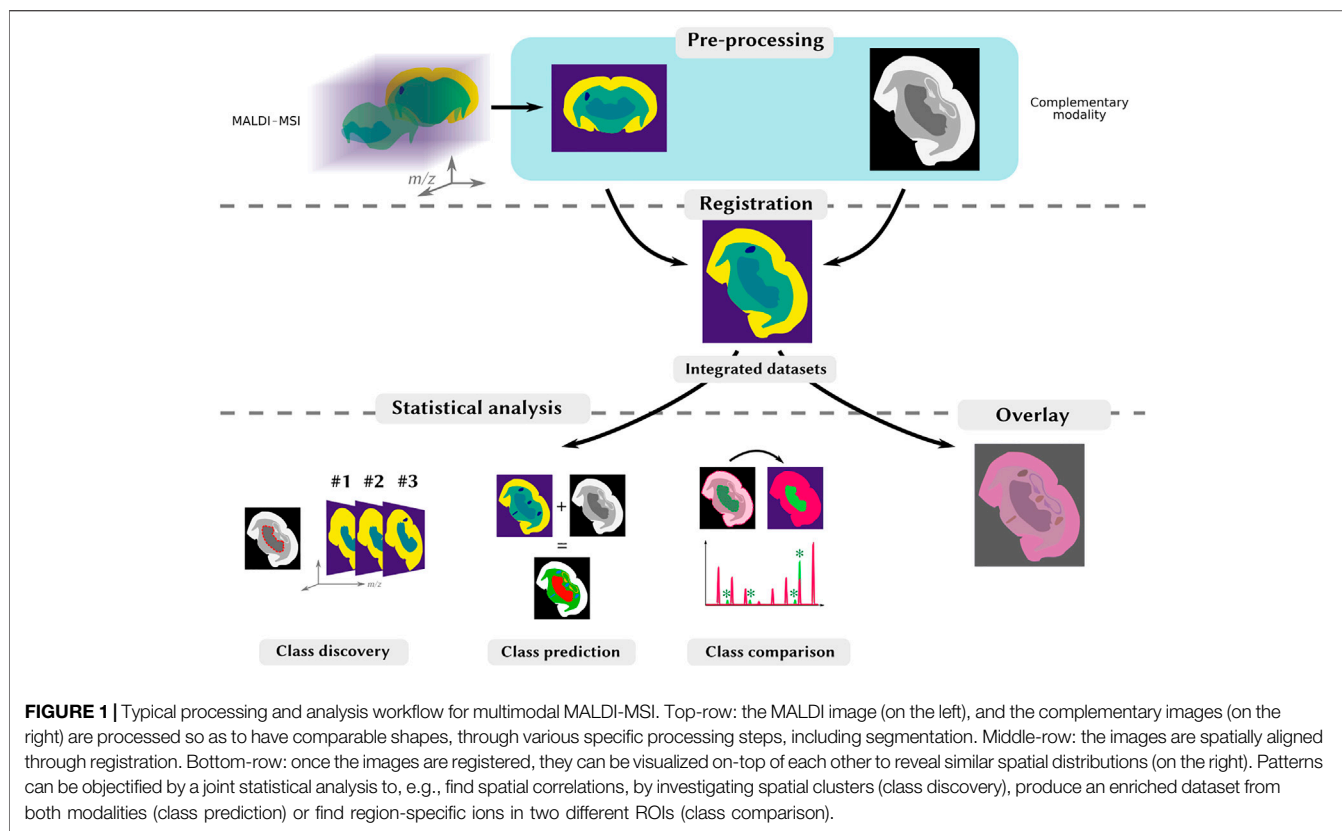 Pre-processing
MALDI-MSI
Complementary
modality
m/z
Registration
Integrated datasets
Statistical analysis
Overlay
#1 #2 #3
+
=
m/z
* * * *
Class discovery
Class prediction
Class comparison
FIGURE 1 | Typical processing and analysis workflow for multimodal MALDI-MSI. Top-row: the MALDI image (on the left), and the complementary images (on the
right) are processed so as to have comparable shapes, through various specific processing steps, including segmentation. Middle-row: the images are spatially aligned
through registration. Bottom-row: once the images are registered, they can be visualized on-top of each other to reveal similar spatial distributions (on the right). Patterns
can be objectified by a joint statistical analysis to, e.g., find spatial correlations, by investigating spatial clusters (class discovery), produce an enriched dataset from
both modalities (class prediction) or find region-specific ions in two different ROIs (class comparison).